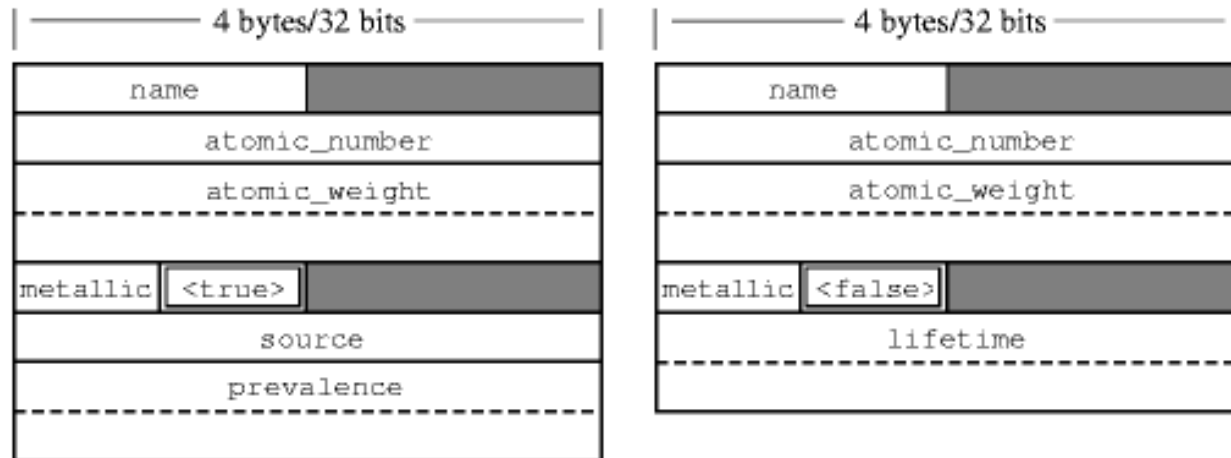 4 bytes/32 bits
name
atomic_number
atomic_weight
metallic <true>
source
prevalence
4 bytes/32 bits
name
atomic_number
atomic_weight
metallic <false>
lifetime